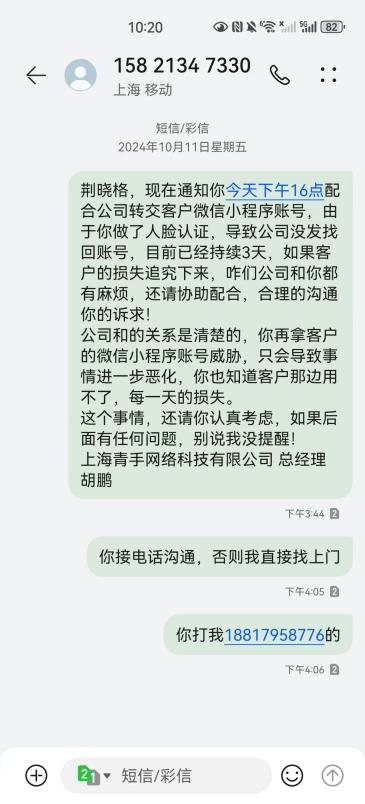 10:20
5G
82
158 2134 7330
上海 移动
短信/彩信
2024年10月11日星期五
荆晓格，现在通知你今天下午16点配
合公司转交客户微信小程序账号，由
于你做了人脸认证，导致公司没发找
回账号，目前已经持续3天，如果客
户的损失追究下来，咋们公司和你都
有麻烦，还请协助配合，合理的沟通
你的诉求！
公司和的关系是清楚的，你再拿客户
的微信小程序账号威胁，只会导致事
情进一步恶化，你也知道客户那边用
不了，每一天的损失。
这个事情，还请你认真考虑，如果后
面有任何问题，别说我没提醒！
上海青手网络科技有限公司 总经理
胡鹏
下午3:44 2
你接电话沟通，否则我直接找上门
下午4:05 2
你打我18817958776的
下午4:06 2
2 1 短信/彩信